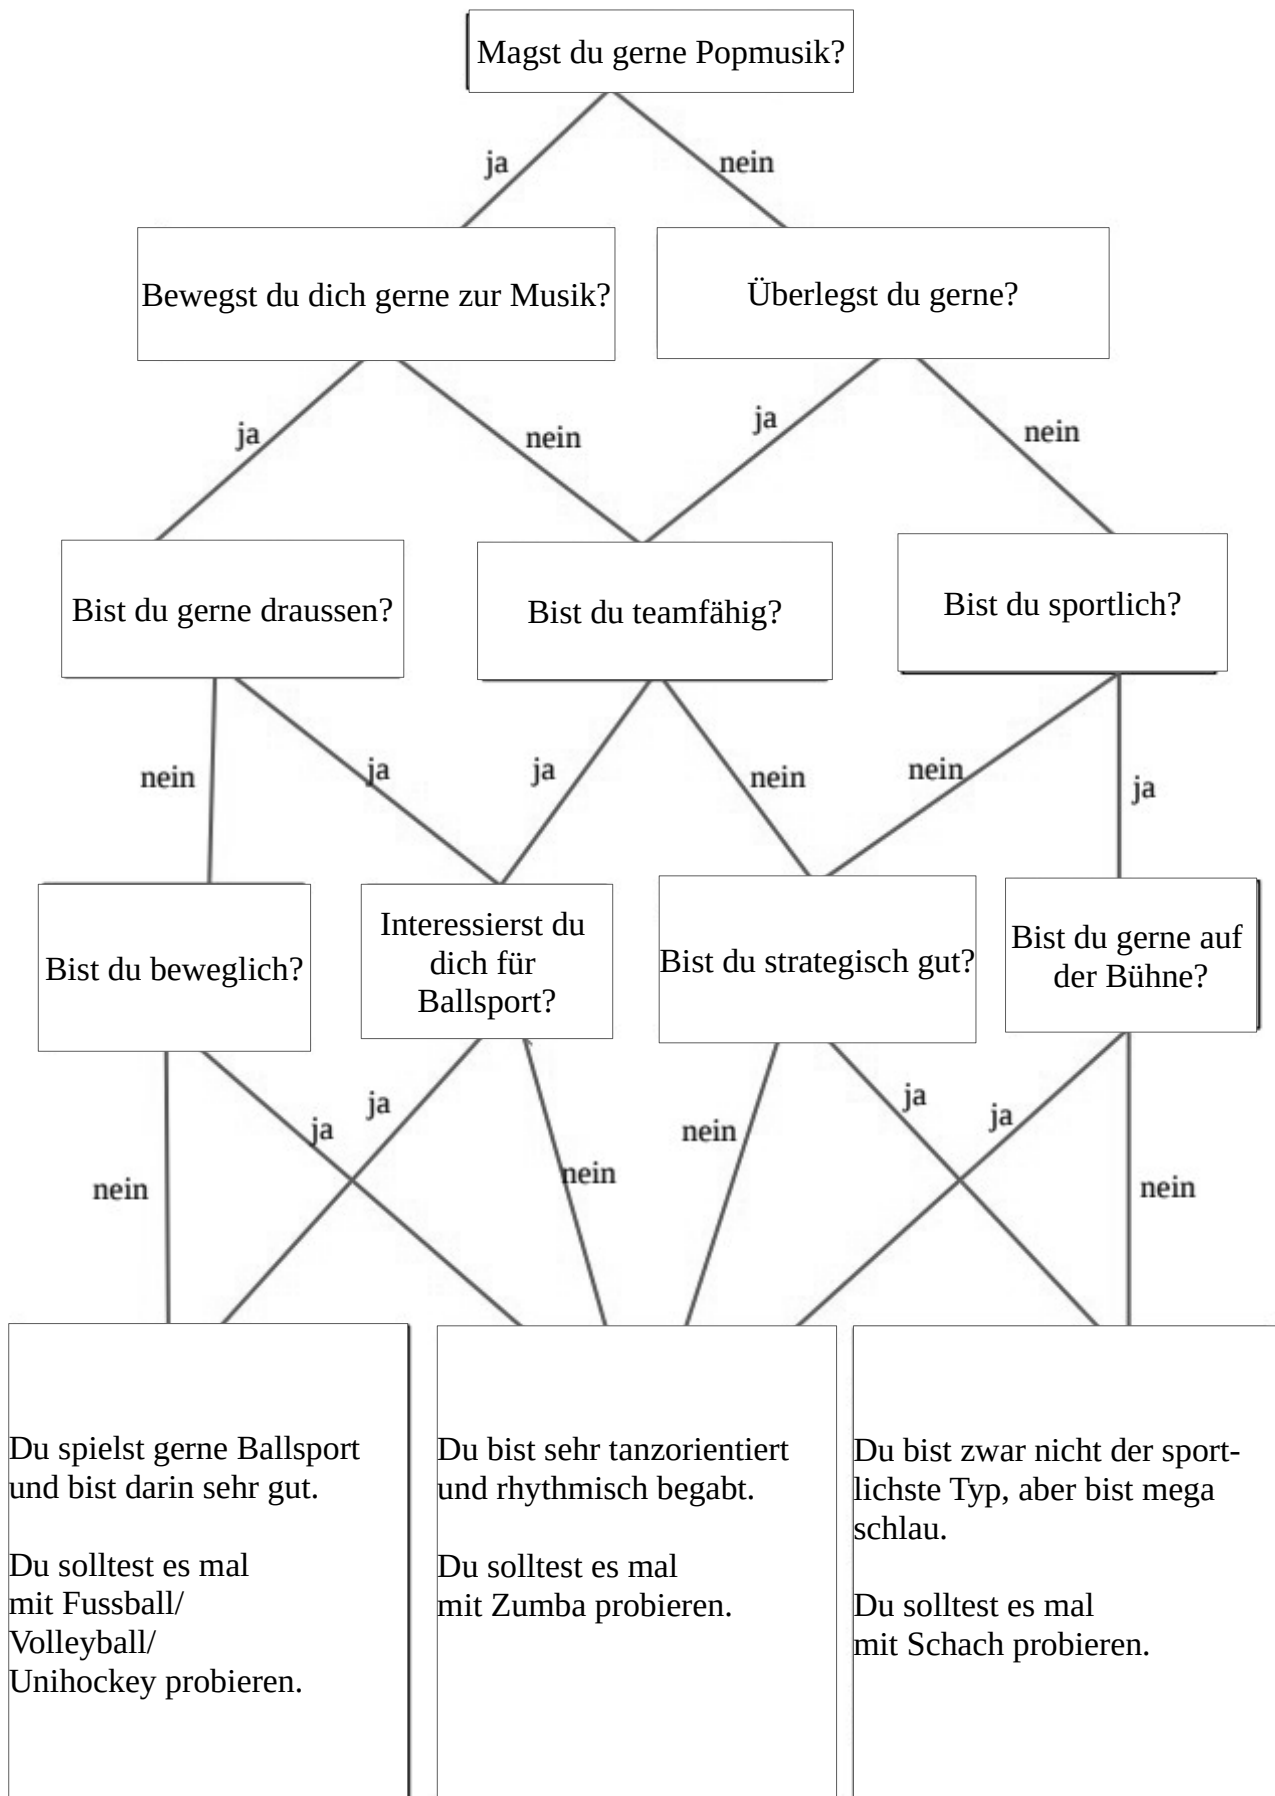 Magst du gerne Popmusik?
ja
nein
Bewegst du dich gerne zur Musik?
Überlegst du gerne?
ja
nein
ja
nein
Bist du gerne draussen?
Bist du teamfähig?
Bist du sportlich?
nein
ja
ja
nein
nein
ja
Bist du beweglich?
Interessierst du
dich für
Ballsport?
Bist du strategisch gut?
Bist du gerne auf
der Bühne?
nein
ja
ja
nein
nein
ja
ja
nein
Du spielst gerne Ballsport
und bist darin sehr gut.
Du solltest es mal
mit Fussball/
Volleyball/
Unihockey probieren.
Du bist sehr tanzorientiert
und rhythmisch begabt.
Du solltest es mal
mit Zumba probieren.
Du bist zwar nicht der sport-
lichste Typ, aber bist mega
schlau.
Du solltest es mal
mit Schach probieren.